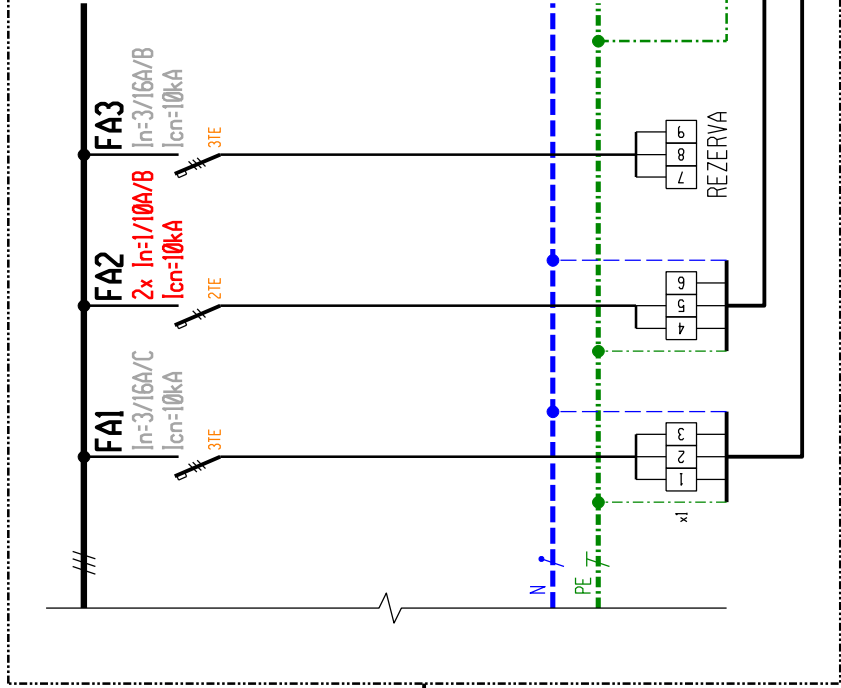 FA1
In=3/16A/C
Icn=10kA
3TE
FA2
2x In=1/10A/B
Icn=10kA
2TE
FA3
In=3/16A/B
Icn=10kA
3TE
N
PE
x1
1 2 3
4 5 6
7 8 9
REZERVA